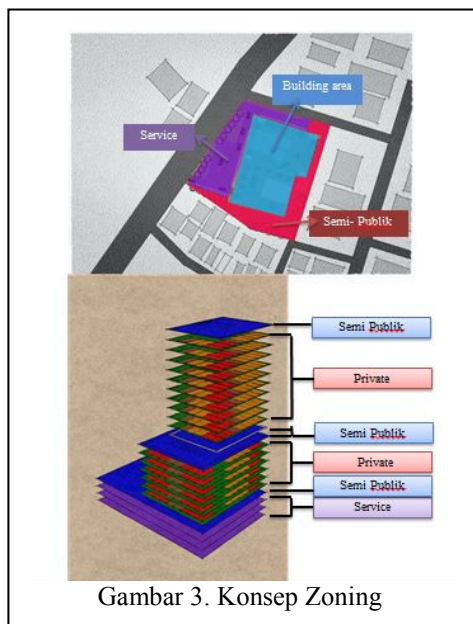 Building area
Service
Semi- Publik
Semi Publik
Private
Semi Publik
Private
Semi Publik
Service
Gambar 3. Konsep Zoning